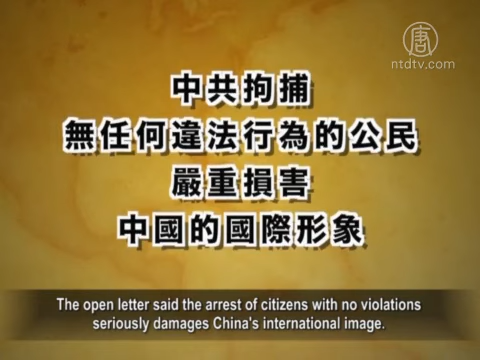 唐
ntdtv.com
中共拘捕
無任何違法行為的公民
嚴重損害
中國的國際形象
The open letter said the arrest of citizens with no violations
seriously damages China's international image.